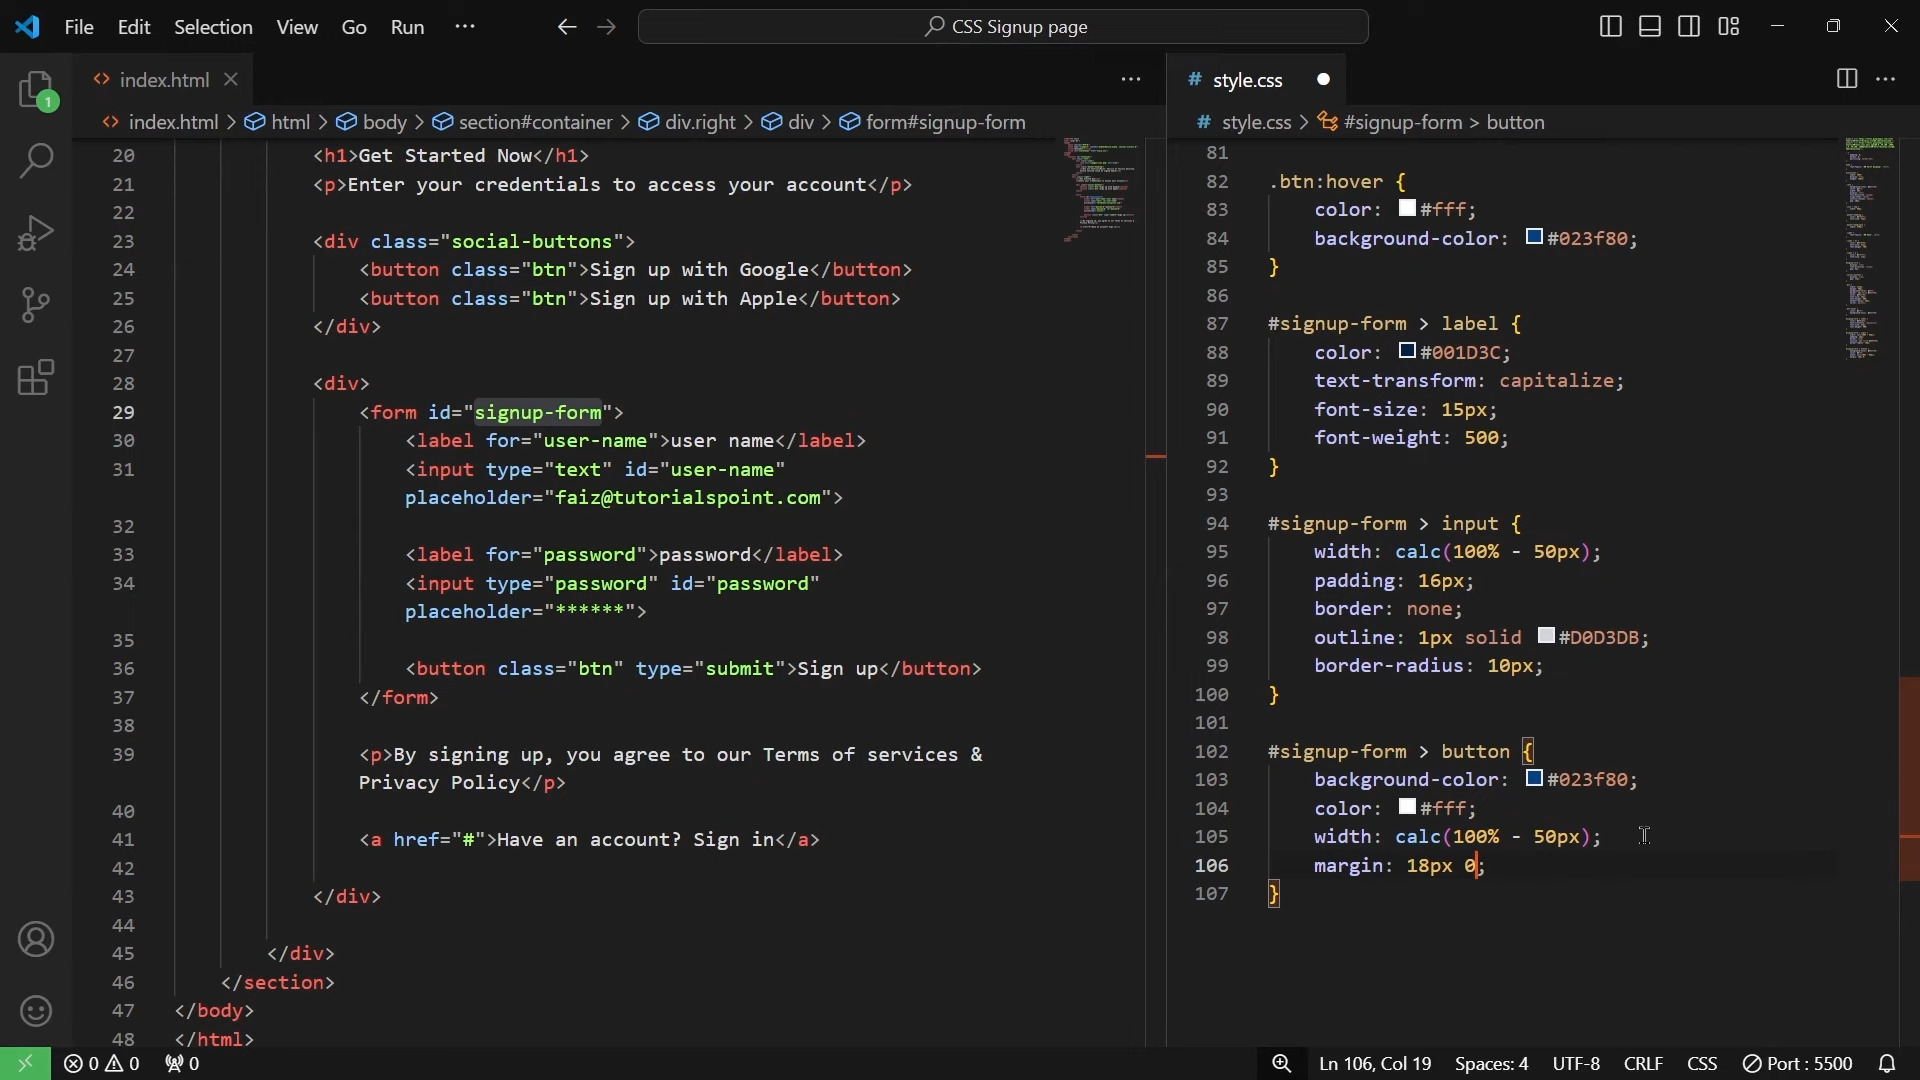 File Edit Selection View Go Run ··· CSS Signup page
index.html
index.html > html > body > section#container > div.right > div > form#signup-form
20 <h1>Get Started Now</h1>
21 <p>Enter your credentials to access your account</p>
22
23 <div class="social-buttons">
24 <button class="btn">Sign up with Google</button>
25 <button class="btn">Sign up with Apple</button>
26 </div>
27
28 <div>
29 <form id="signup-form">
30 <label for="user-name">user name</label>
31 <input type="text" id="user-name"
placeholder="faiz@tutorialspoint.com">
32
33 <label for="password">password</label>
34 <input type="password" id="password"
placeholder="******">
35
36 <button class="btn" type="submit">Sign up</button>
37 </form>
38
39 <p>By signing up, you agree to our Terms of services &
Privacy Policy</p>
40
41 <a href="#">Have an account? Sign in</a>
42
43 </div>
44
45 </div>
46 </section>
47 </body>
48 </html>
# style.css
# style.css > #signup-form > button
81
82 .btn:hover {
83 color: #fff;
84 background-color: #023f80;
85 }
86
87 #signup-form > label {
88 color: #001D3C;
89 text-transform: capitalize;
90 font-size: 15px;
91 font-weight: 500;
92 }
93
94 #signup-form > input {
95 width: calc(100% - 50px);
96 padding: 16px;
97 border: none;
98 outline: 1px solid #D0D3DB;
99 border-radius: 10px;
100 }
101
102 #signup-form > button {
103 background-color: #023f80;
104 color: #fff;
105 width: calc(100% - 50px);
106 margin: 18px 0;
107 }
1
0 0 0 Ln 106, Col 19 Spaces: 4 UTF-8 CRLF CSS Port : 5500